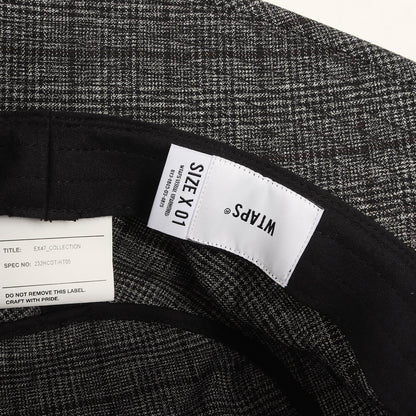 WTAPS®
SIZE X 01
TITLE: EX47_COLLECTION
SPEC NO: 232HCDT-HT05
DO NOT REMOVE THIS LABEL.
CRAFT WITH PRIDE.